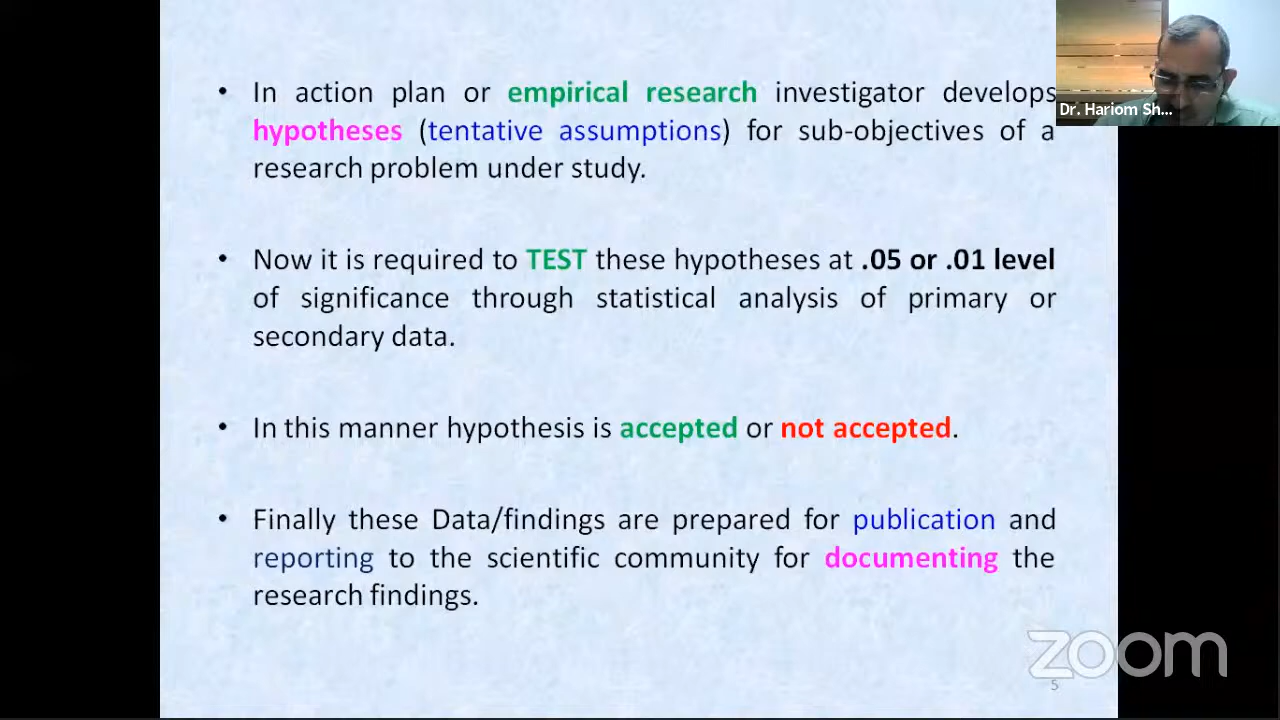 • In action plan or empirical research investigator develops
hypotheses (tentative assumptions) for sub-objectives of a
research problem under study.
• Now it is required to TEST these hypotheses at .05 or .01 level
of significance through statistical analysis of primary or
secondary data.
• In this manner hypothesis is accepted or not accepted.
• Finally these Data/findings are prepared for publication and
reporting to the scientific community for documenting the
research findings.
Dr. Hariom Sh...
zoom
5